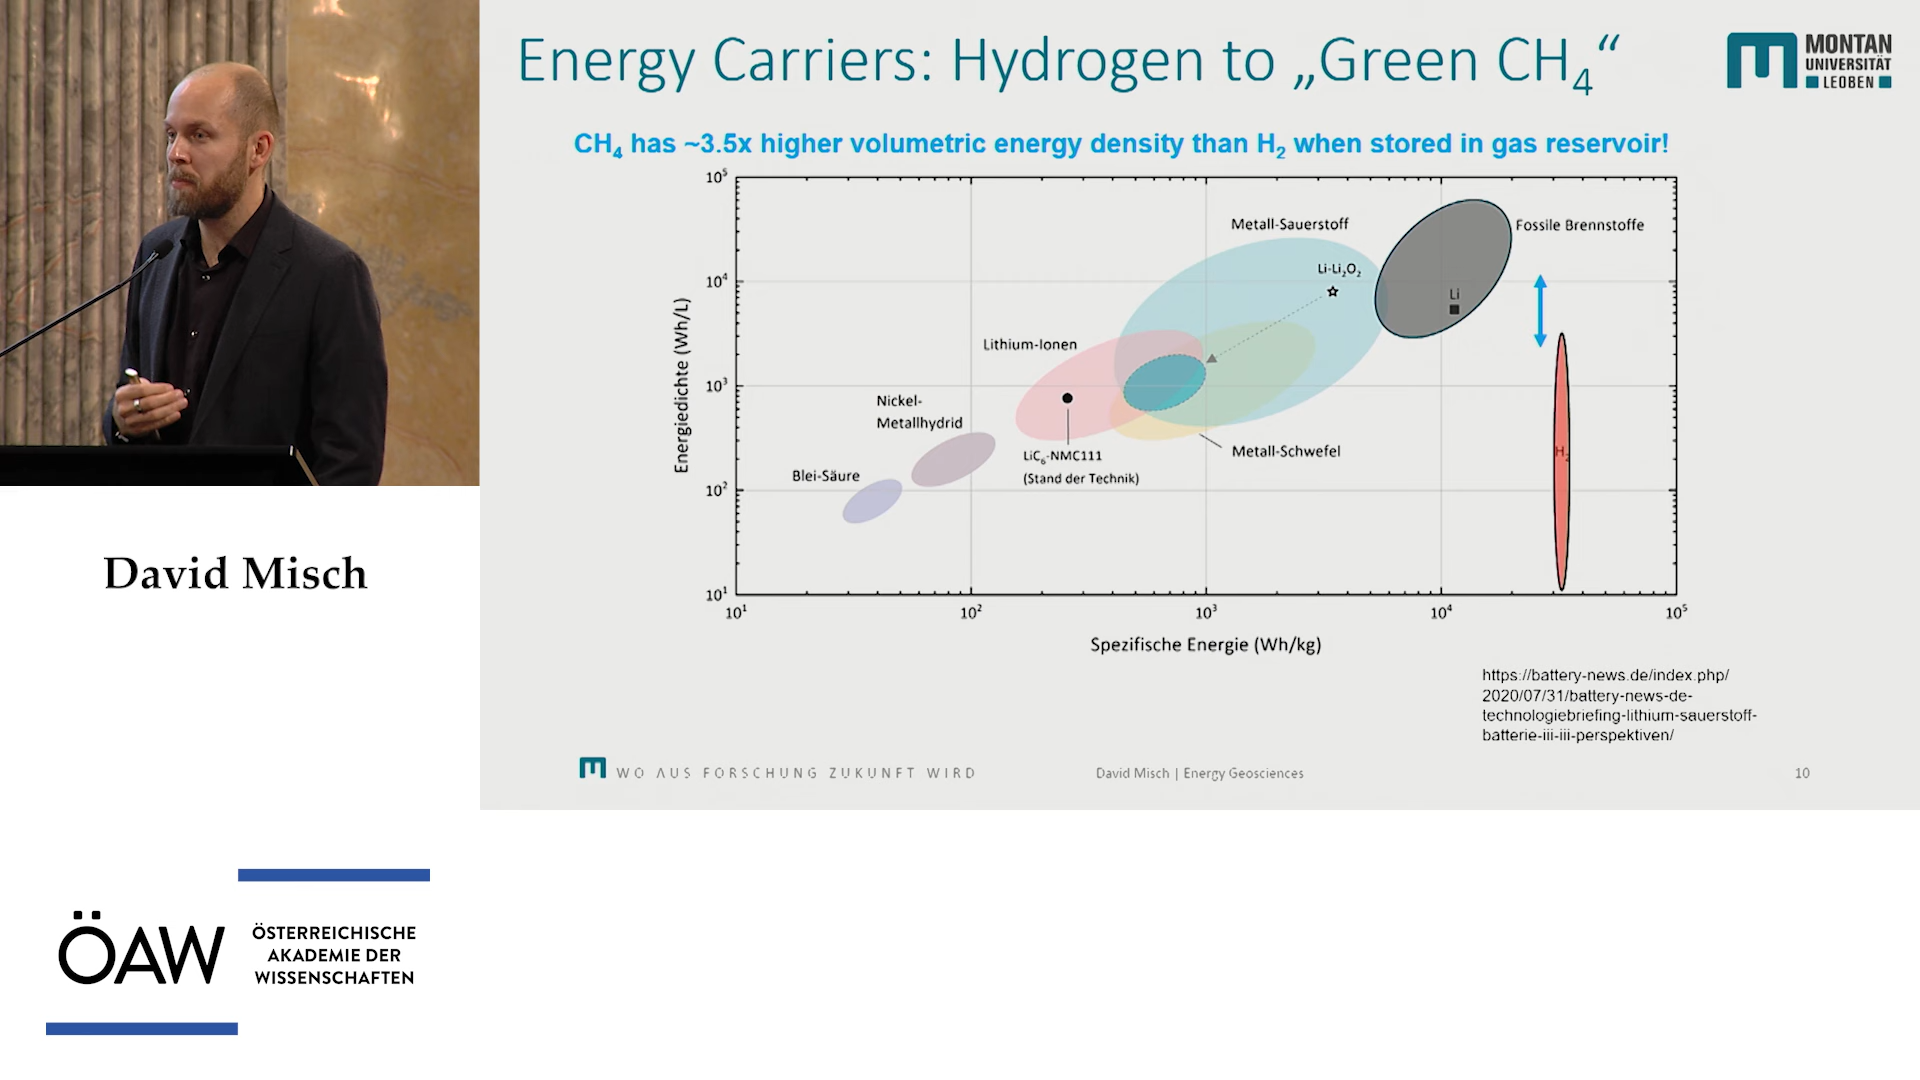 Energy Carriers: Hydrogen to „Green CH₄“
MONTAN
UNIVERSITÄT
LEOBEN
CH₄ has ~3.5x higher volumetric energy density than H₂ when stored in gas reservoir!
Energiedichte (Wh/L)
10⁵
10⁴
10³
10²
10¹
Metall-Sauerstoff
Fossile Brennstoffe
Li-Li₂O₂
Li
Lithium-Ionen
Nickel-
Metallhydrid
Blei-Säure
LiC₆-NMC111
(Stand der Technik)
Metall-Schwefel
H₂
10¹
10²
10³
10⁴
10⁵
Spezifische Energie (Wh/kg)
https://battery-news.de/index.php/
2020/07/31/battery-news-de-
technologiebriefing-lithium-sauerstoff-
batterie-iii-iii-perspektiven/
WO AUS FORSCHUNG ZUKUNFT WIRD
David Misch | Energy Geosciences
10
David Misch
ÖAW
ÖSTERREICHISCHE
AKADEMIE DER
WISSENSCHAFTEN